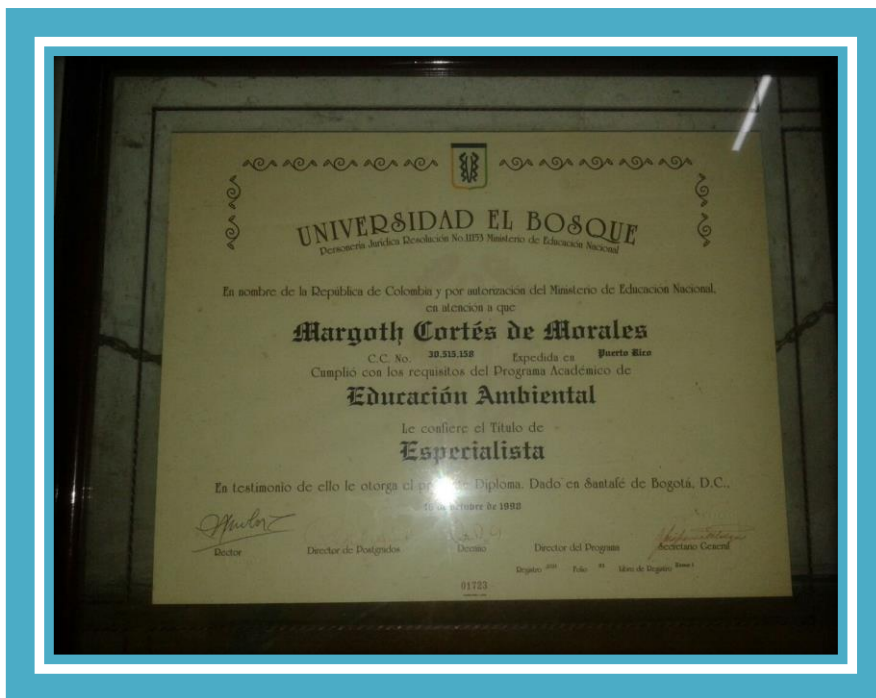 UNIVERSIDAD EL BOSQUE
Personería Jurídica Resolución No. 11153 Ministerio de Educación Nacional
En nombre de la República de Colombia y por autorización del Ministerio de Educación Nacional,
en atención a que
Margoth Cortés de Morales
C.C. No. 30.515.158 Expedida en Puerto Rico
Cumplió con los requisitos del Programa Académico de
Educación Ambiental
Le confiere el Título de
Especialista
En testimonio de ello le otorga el Diploma. Dado en Santafé de Bogotá, D.C.,
de 1998
Rector
Director de Postgrados
Decano
Director del Programa
Secretario General
Registro Folio Libro de Registro
01723